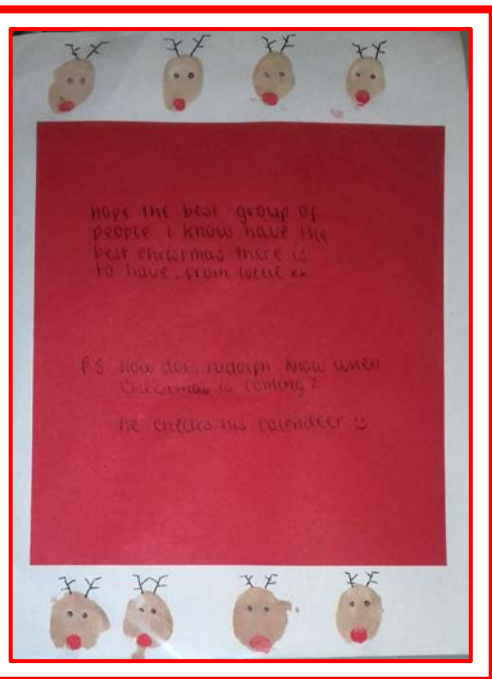 hope the best group of
people I know have the
best christmas there is
to have. from xx
P.S how does rudolph know when
Christmas is coming?
he checks his calendeer ☺